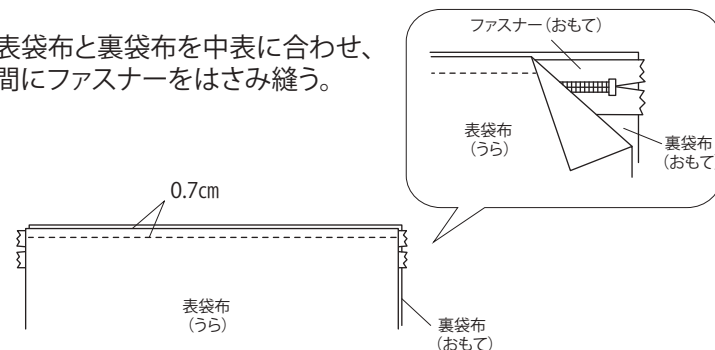 表袋布と裏袋布を中表に合わせ、
間にファスナーをはさみ縫う。
ファスナー（おもて）
表袋布
（うら）
裏袋布
（おもて
0.7㎝
表袋布
（うら）
裏袋布
（おもて）